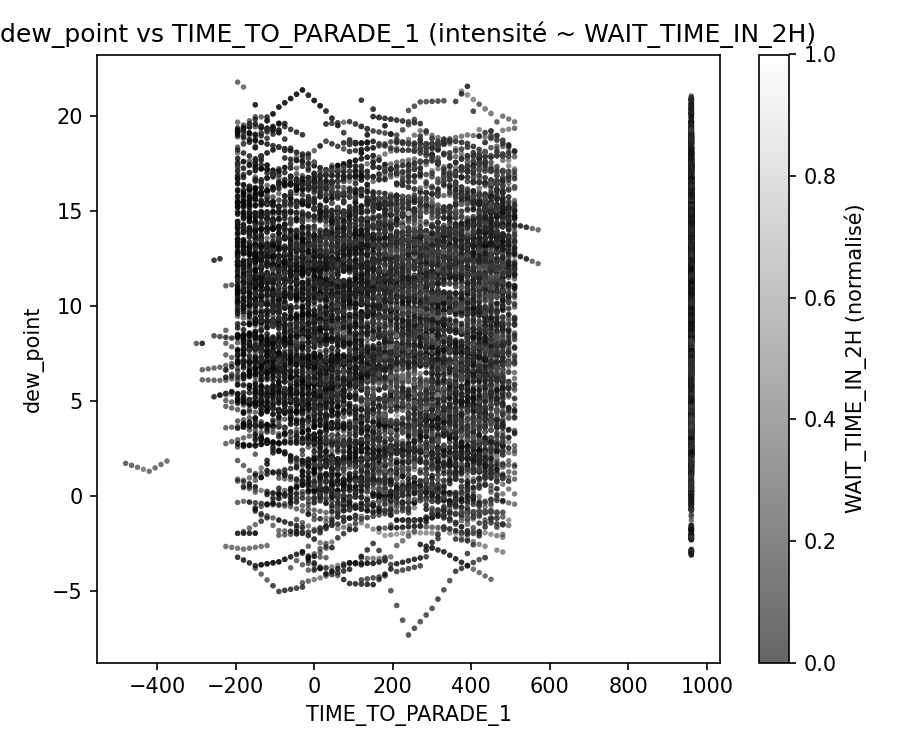 dew_point vs TIME_TO_PARADE_1 (intensité ~ WAIT_TIME_IN_2H)
20
15
10
5
0
−5
dew_point
−400 −200 0 200 400 600 800 1000
TIME_TO_PARADE_1
1.0
0.8
0.6
0.4
0.2
0.0
WAIT_TIME_IN_2H (normalisé)